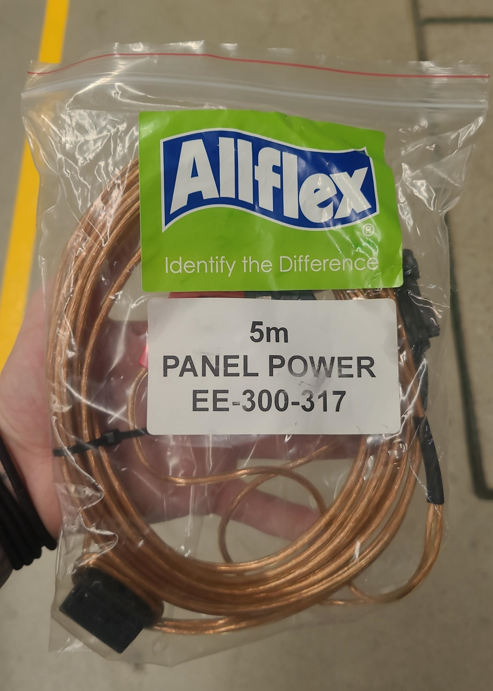 Allflex
®
Identify the Difference
5m
PANEL POWER
EE-300-317